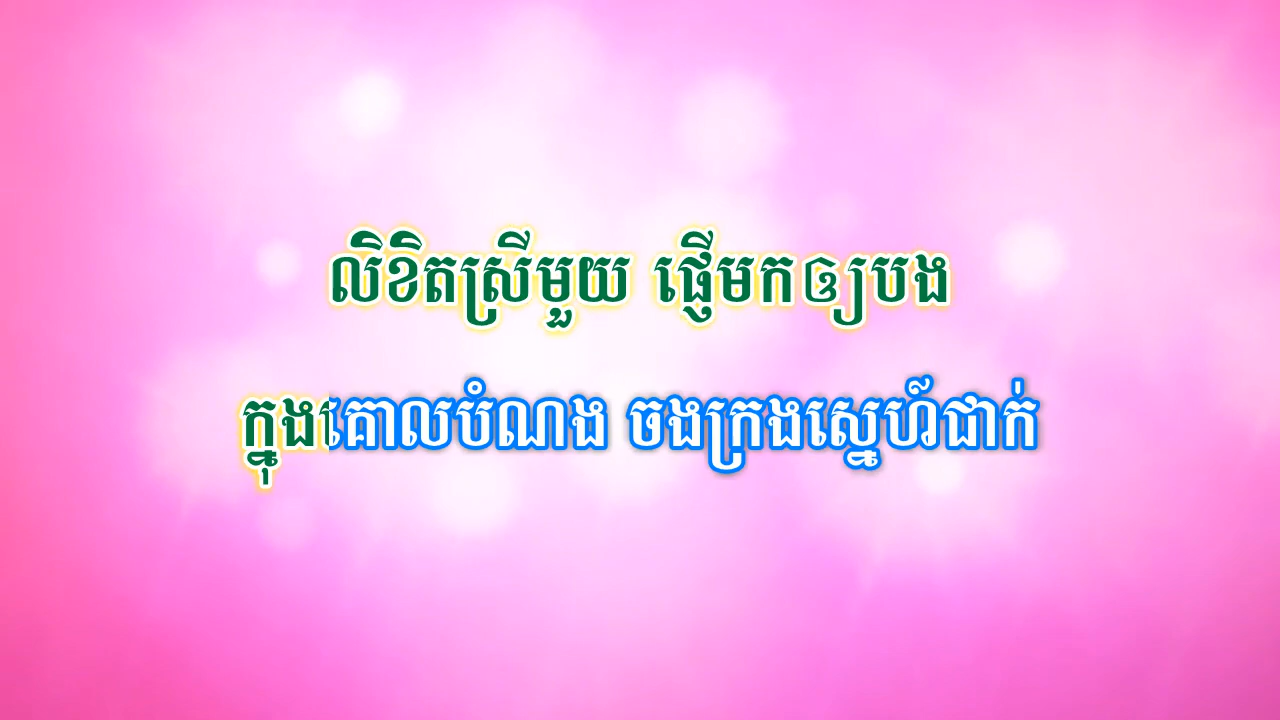 លិខិតស្រីមួយ ផ្ញើមកឲ្យបង
ក្នុងគោលបំណង ចងក្រងស្នេហ៍ជាក់